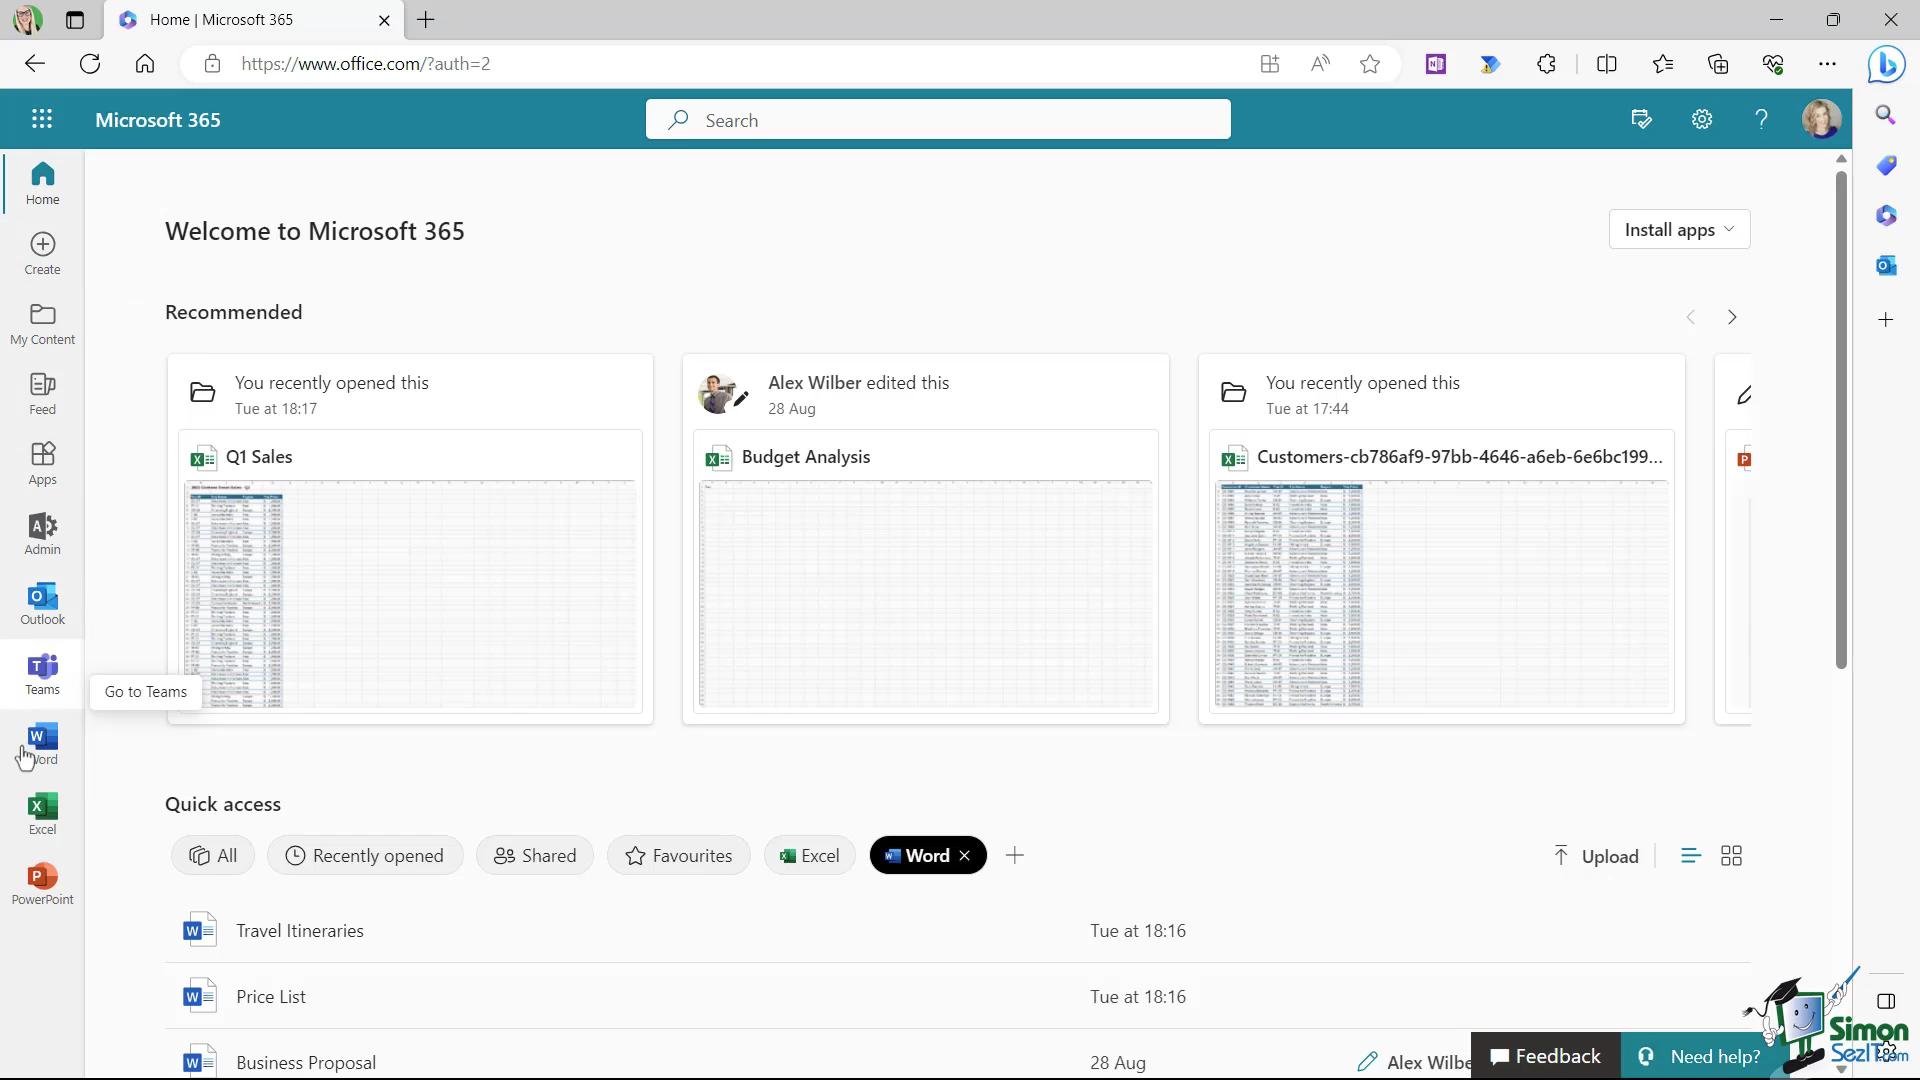 Home | Microsoft 365
https://www.office.com/?auth=2
Microsoft 365
Search
Home
Create
My Content
Feed
Apps
Admin
Outlook
Teams
Go to Teams
Word
Excel
PowerPoint
Welcome to Microsoft 365
Install apps
Recommended
You recently opened this
Tue at 18:17
Q1 Sales
Alex Wilber edited this
28 Aug
Budget Analysis
You recently opened this
Tue at 17:44
Customers-cb786af9-97bb-4646-a6eb-6e6bc199...
Quick access
All
Recently opened
Shared
Favourites
Excel
Word
Upload
Travel Itineraries
Tue at 18:16
Price List
Tue at 18:16
Business Proposal
28 Aug
Alex Wilbe
Feedback
Need help?
Simon
SezIT.com